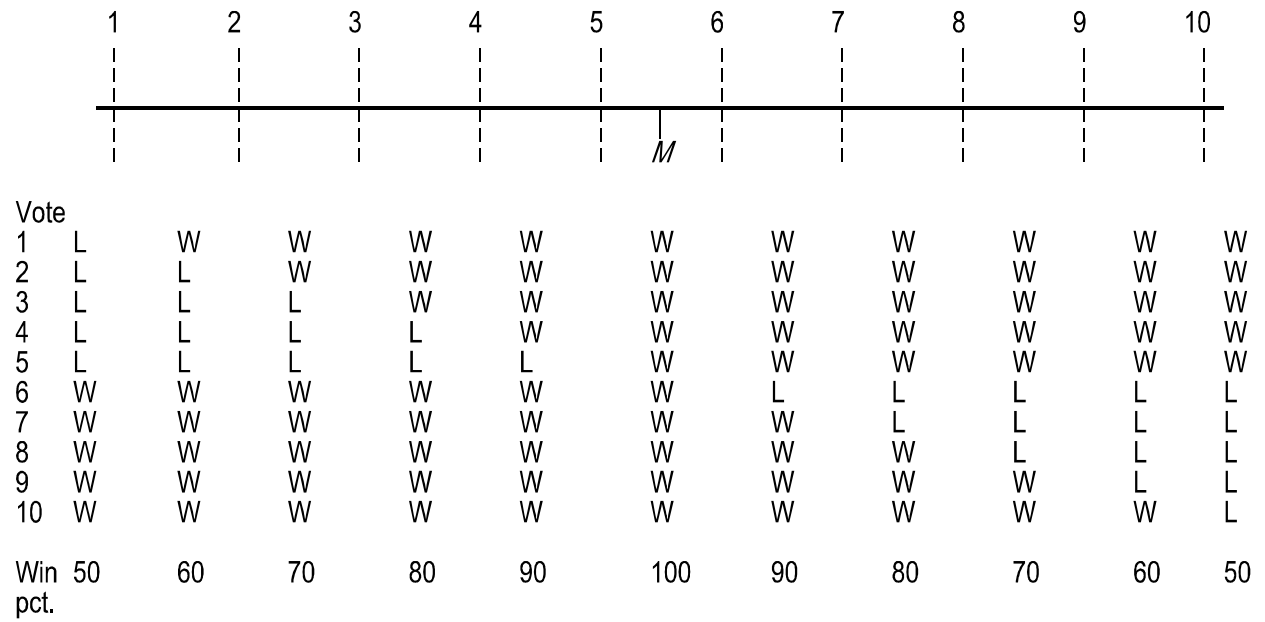 1 2 3 4 5 6 7 8 9 10
M
Vote
1 L W W W W W W W W W W
2 L L W W W W W W W W W
3 L L L W W W W W W W W
4 L L L L W W W W W W W
5 L L L L L W W W W W W
6 W W W W W W L L L L L
7 W W W W W W W L L L L
8 W W W W W W W W L L L
9 W W W W W W W W W L L
10 W W W W W W W W W W L
Win 50 60 70 80 90 100 90 80 70 60 50
pct.